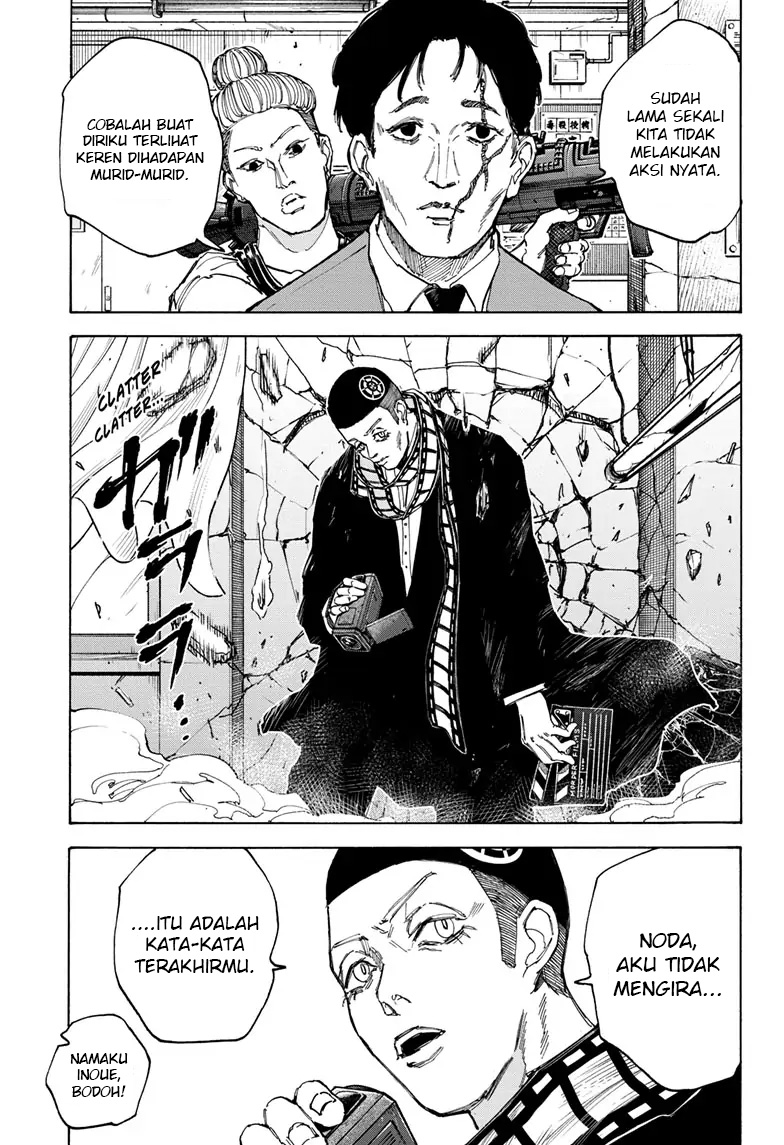 SUDAH
LAMA SEKALI
KITA TIDAK
MELAKUKAN
AKSI NYATA.
COBALAH BUAT
DIRIKU TERLIHAT
KEREN DIHADAPAN
MURID-MURID.
CLATTER
CLATTER...
ガラララ…
NODA,
AKU TIDAK
MENGIRA...
....ITU ADALAH
KATA-KATA
TERAKHIRMU.
NAMAKU
INOUE,
BODOH!